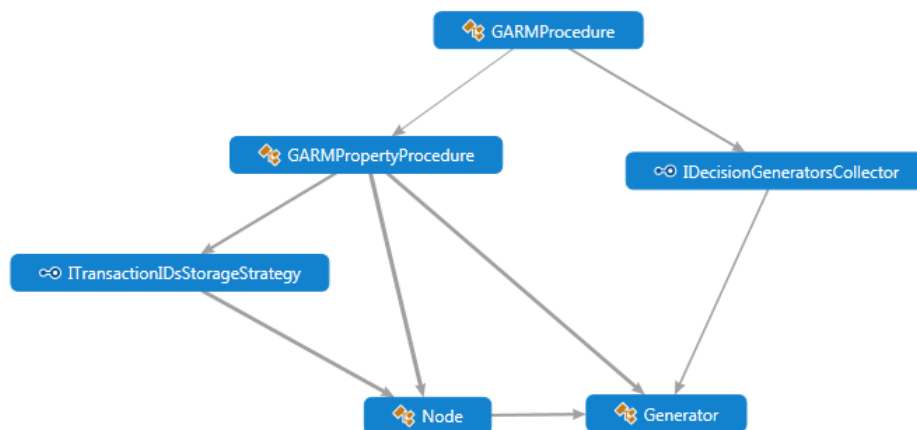 GARMProcedure
GARMPropertyProcedure
IDecisionGeneratorsCollector
ITransactionIDsStorageStrategy
Node
Generator